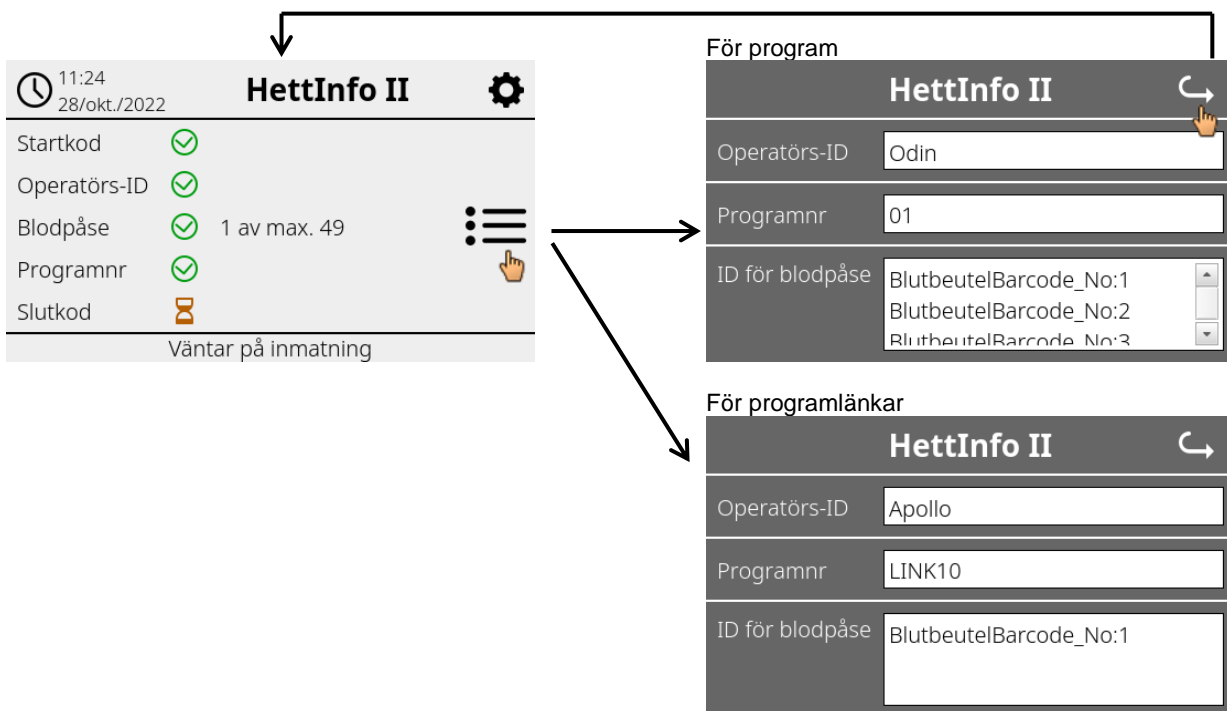 11:24
28/okt./2022
HettInfo II
Startkod
Operatörs-ID
Blodpåse 1 av max. 49
Programnr
Slutkod
Väntar på inmatning
För program
HettInfo II
Operatörs-ID Odin
Programnr 01
ID för blodpåse BlutbeutelBarcode_No:1
BlutbeutelBarcode_No:2
BlutbeutelBarcode_No:3
För programlänkar
HettInfo II
Operatörs-ID Apollo
Programnr LINK10
ID för blodpåse BlutbeutelBarcode_No:1